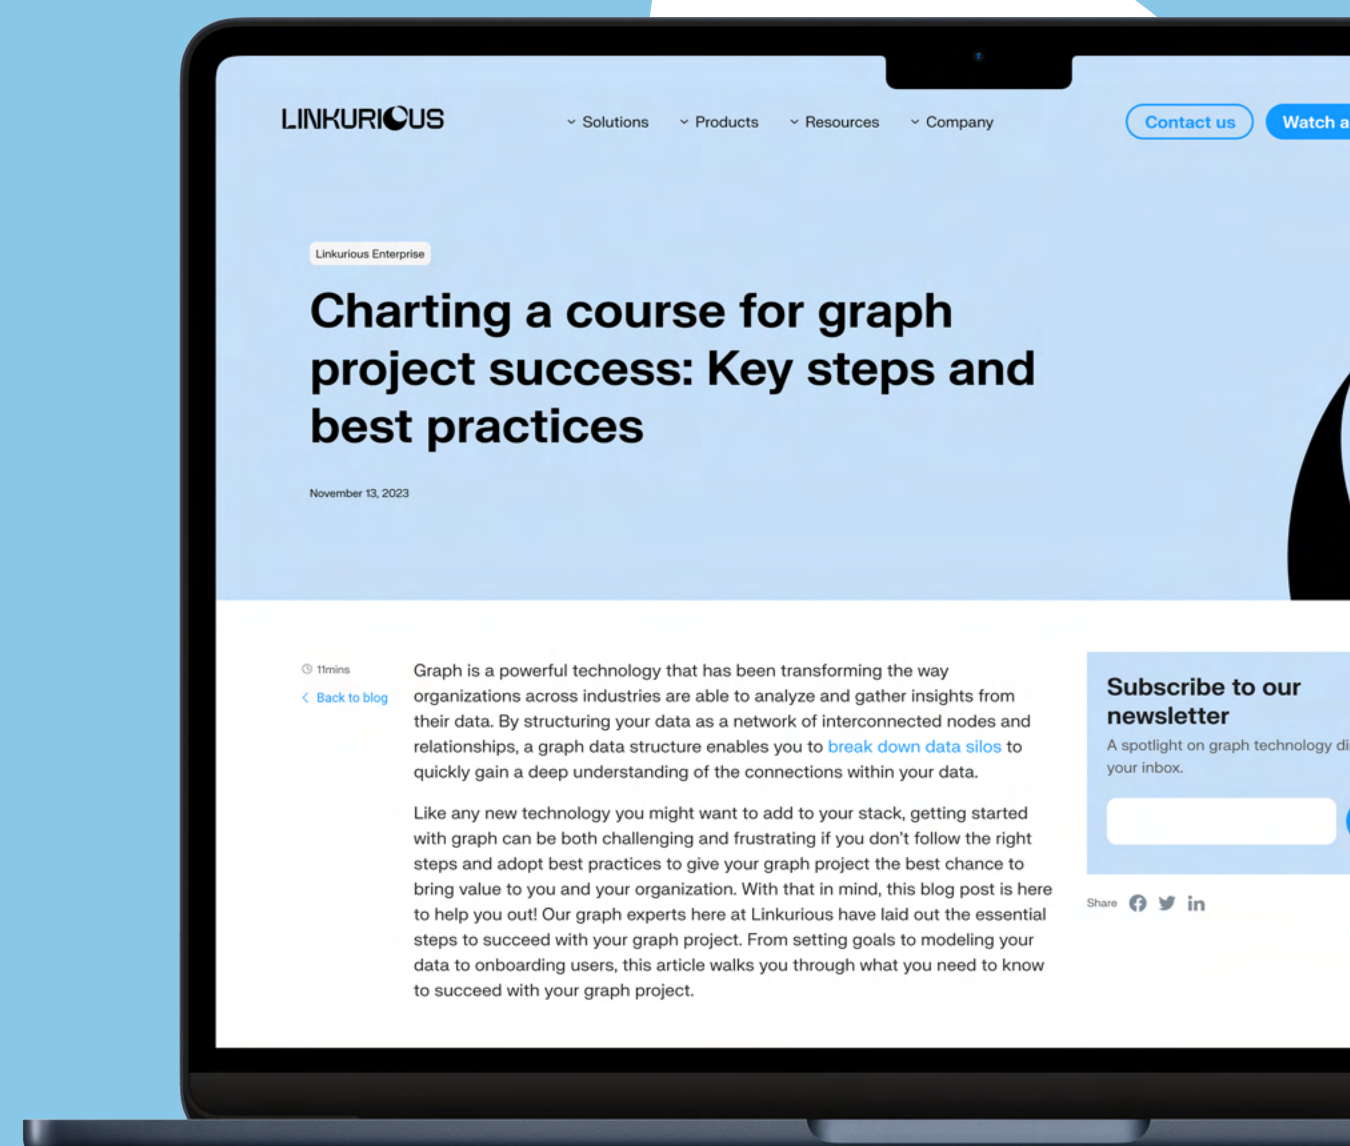 LINKURIOUS
Solutions
Products
Resources
Company
Contact us
Watch a
Linkurious Enterprise
Charting a course for graph
project success: Key steps and
best practices
November 13, 2023
11mins
Back to blog
Graph is a powerful technology that has been transforming the way
organizations across industries are able to analyze and gather insights from
their data. By structuring your data as a network of interconnected nodes and
relationships, a graph data structure enables you to break down data silos to
quickly gain a deep understanding of the connections within your data.
Like any new technology you might want to add to your stack, getting started
with graph can be both challenging and frustrating if you don't follow the right
steps and adopt best practices to give your graph project the best chance to
bring value to you and your organization. With that in mind, this blog post is here
to help you out! Our graph experts here at Linkurious have laid out the essential
steps to succeed with your graph project. From setting goals to modeling your
data to onboarding users, this article walks you through what you need to know
to succeed with your graph project.
Subscribe to our
newsletter
A spotlight on graph technology
your inbox.
Share